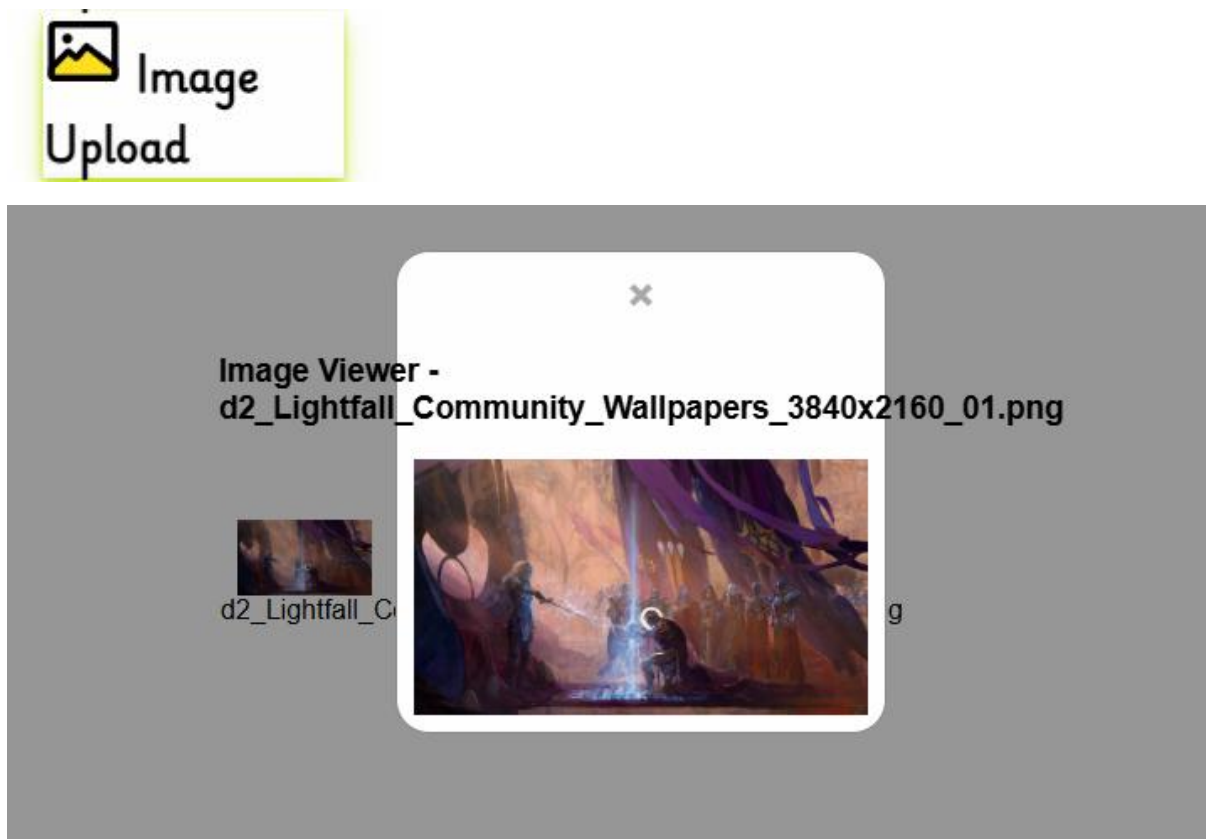 Image
Upload
Image Viewer -
d2_Lightfall_Community_Wallpapers_3840x2160_01.png
d2_Lightfall_C g